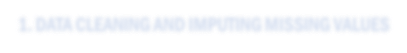 1. DATA CLEANING AND IMPUTING MISSING VALUES